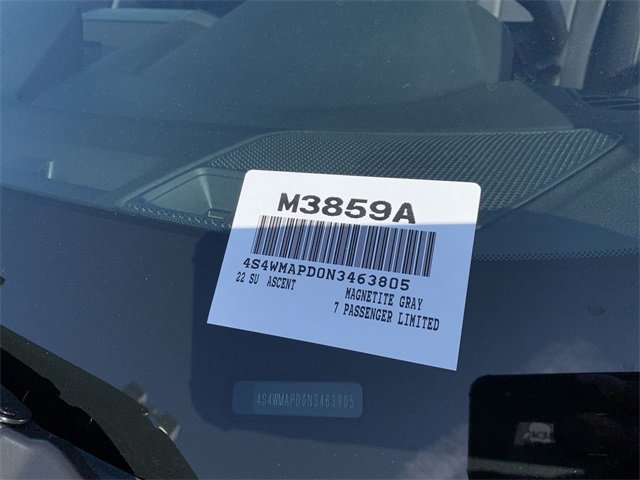 M3859A
4S4WMAPD0N3463805
22 SU ASCENT
MAGNETITE GRAY
7 PASSENGER LIMITED
4S4WMAPD0N3463805